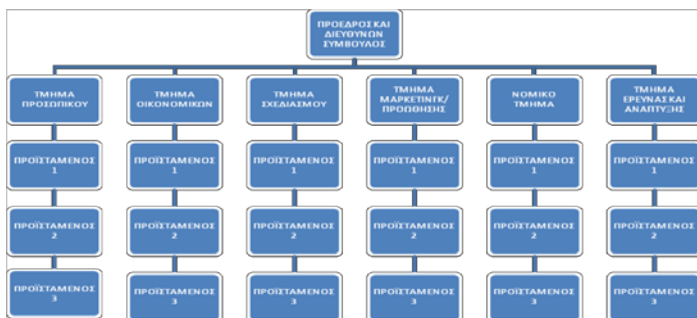 ΠΡΟΕΔΡΟΣ ΚΑΙ
ΔΙΕΥΘΥΝΩΝ
ΣΥΜΒΟΥΛΟΣ
ΤΜΗΜΑ
ΠΡΟΣΩΠΙΚΟΥ
ΤΜΗΜΑ
ΟΙΚΟΝΟΜΙΚΩΝ
ΤΜΗΜΑ
ΣΧΕΔΙΑΣΜΟΥ
ΤΜΗΜΑ
ΜΑΡΚΕΤΙΝΓΚ/
ΠΡΟΩΘΗΣΗΣ
ΝΟΜΙΚΟ
ΤΜΗΜΑ
ΤΜΗΜΑ
ΕΡΕΥΝΑΣ ΚΑΙ
ΑΝΑΠΤΥΞΗΣ
ΠΡΟΪΣΤΑΜΕΝΟΣ
1
ΠΡΟΪΣΤΑΜΕΝΟΣ
1
ΠΡΟΪΣΤΑΜΕΝΟΣ
1
ΠΡΟΪΣΤΑΜΕΝΟΣ
1
ΠΡΟΪΣΤΑΜΕΝΟΣ
1
ΠΡΟΪΣΤΑΜΕΝΟΣ
1
ΠΡΟΪΣΤΑΜΕΝΟΣ
2
ΠΡΟΪΣΤΑΜΕΝΟΣ
2
ΠΡΟΪΣΤΑΜΕΝΟΣ
2
ΠΡΟΪΣΤΑΜΕΝΟΣ
2
ΠΡΟΪΣΤΑΜΕΝΟΣ
2
ΠΡΟΪΣΤΑΜΕΝΟΣ
2
ΠΡΟΪΣΤΑΜΕΝΟΣ
3
ΠΡΟΪΣΤΑΜΕΝΟΣ
3
ΠΡΟΪΣΤΑΜΕΝΟΣ
3
ΠΡΟΪΣΤΑΜΕΝΟΣ
3
ΠΡΟΪΣΤΑΜΕΝΟΣ
3
ΠΡΟΪΣΤΑΜΕΝΟΣ
3